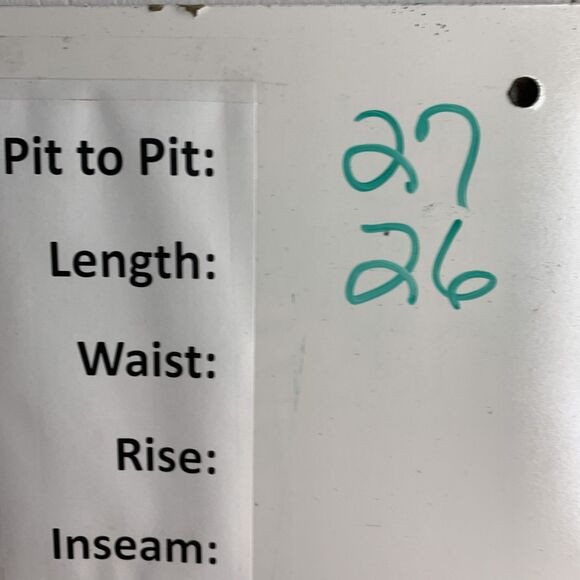 Pit to Pit: 27
Length: 26
Waist:
Rise:
Inseam: